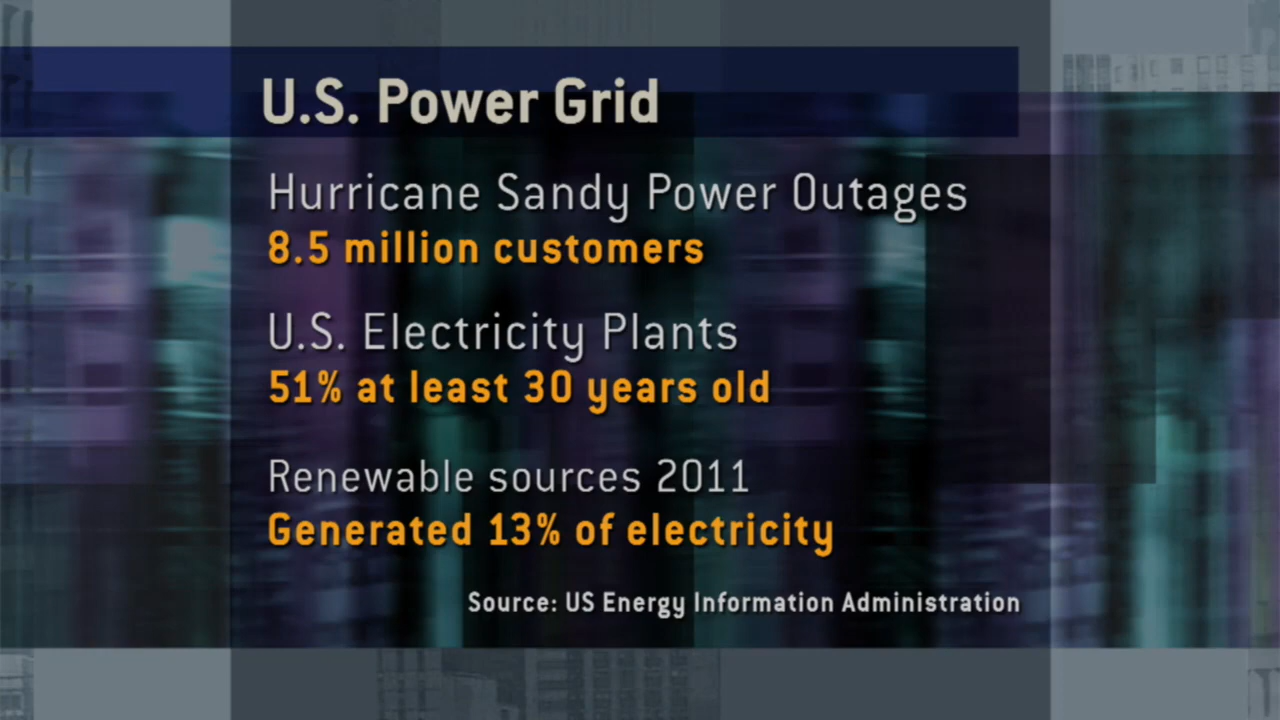 U.S. Power Grid
Hurricane Sandy Power Outages
8.5 million customers
U.S. Electricity Plants
51% at least 30 years old
Renewable sources 2011
Generated 13% of electricity
Source: US Energy Information Administration